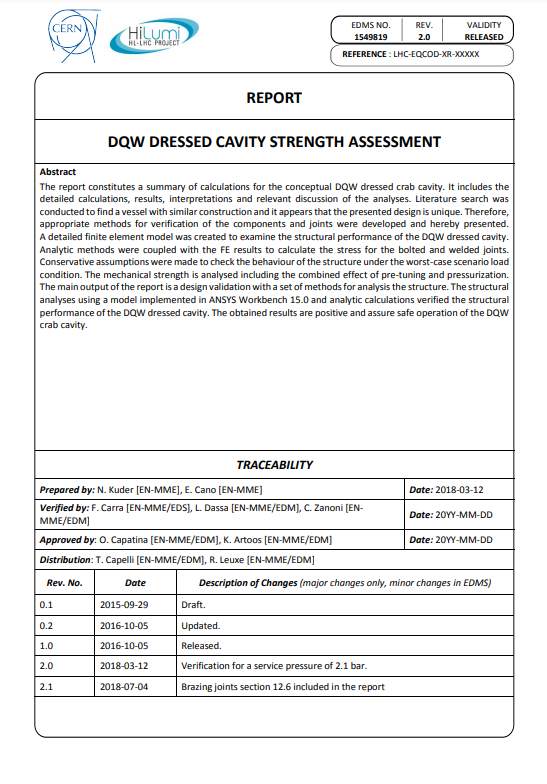 CERN
HiLumi
HL-LHC PROJECT
EDMS NO. REV. VALIDITY
1549819 2.0 RELEASED
REFERENCE : LHC-EQCOD-XR-XXXXX
REPORT
DQW DRESSED CAVITY STRENGTH ASSESSMENT
Abstract
The report constitutes a summary of calculations for the conceptual DQW dressed crab cavity. It includes the
detailed calculations, results, interpretations and relevant discussion of the analyses. Literature search was
conducted to find a vessel with similar construction and it appears that the presented design is unique. Therefore,
appropriate methods for verification of the components and joints were developed and hereby presented.
A detailed finite element model was created to examine the structural performance of the DQW dressed cavity.
Analytic methods were coupled with the FE results to calculate the stress for the bolted and welded joints.
Conservative assumptions were made to check the behaviour of the structure under the worst-case scenario load
condition. The mechanical strength is analysed including the combined effect of pre-tuning and pressurization.
The main output of the report is a design validation with a set of methods for analysis the structure. The structural
analyses using a model implemented in ANSYS Workbench 15.0 and analytic calculations verified the structural
performance of the DQW dressed cavity. The obtained results are positive and assure safe operation of the DQW
crab cavity.
TRACEABILITY
Prepared by: N. Kuder [EN-MME], E. Cano [EN-MME] Date: 2018-03-12
Verified by: F. Carra [EN-MME/EDS], L. Dassa [EN-MME/EDM], C. Zanoni [EN-
MME/EDM] Date: 20YY-MM-DD
Approved by: O. Capatina [EN-MME/EDM], K. Artoos [EN-MME/EDM] Date: 20YY-MM-DD
Distribution: T. Capelli [EN-MME/EDM], R. Leuxe [EN-MME/EDM]
Rev. No. Date Description of Changes (major changes only, minor changes in EDMS)
0.1 2015-09-29 Draft.
0.2 2016-10-05 Updated.
1.0 2016-10-05 Released.
2.0 2018-03-12 Verification for a service pressure of 2.1 bar.
2.1 2018-07-04 Brazing joints section 12.6 included in the report